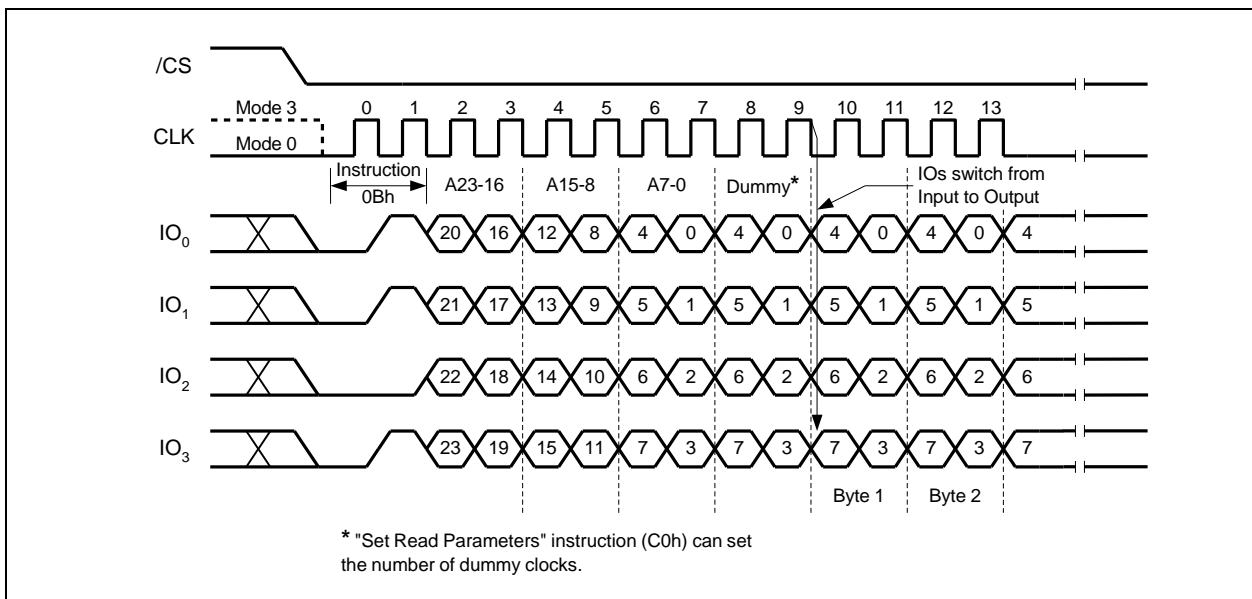 /CS
Mode 3 0 1 2 3 4 5 6 7 8 9 10 11 12 13
CLK
Mode 0
Instruction
0Bh
A23-16 A15-8 A7-0 Dummy*
IOs switch from
Input to Output
IO0 20 16 12 8 4 0 4 0 4 0 4 0 4
IO1 21 17 13 9 5 1 5 1 5 1 5 1 5
IO2 22 18 14 10 6 2 6 2 6 2 6 2 6
IO3 23 19 15 11 7 3 7 3 7 3 7 3 7
Byte 1 Byte 2
* "Set Read Parameters" instruction (C0h) can set
the number of dummy clocks.